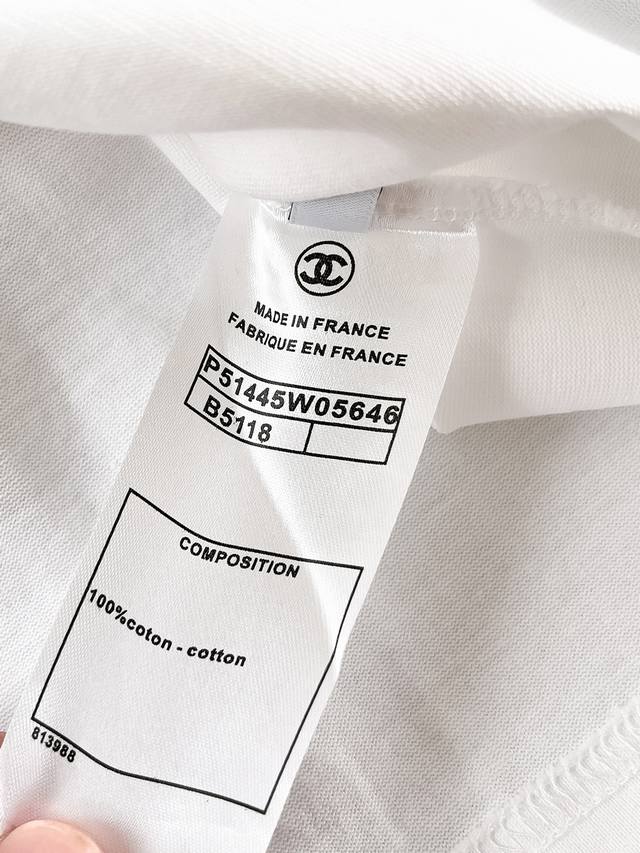 MADE IN FRANCE
FABRIQUE EN FRANCE
P51445W05646
B5118
COMPOSITION
100%coton - cotton
813988